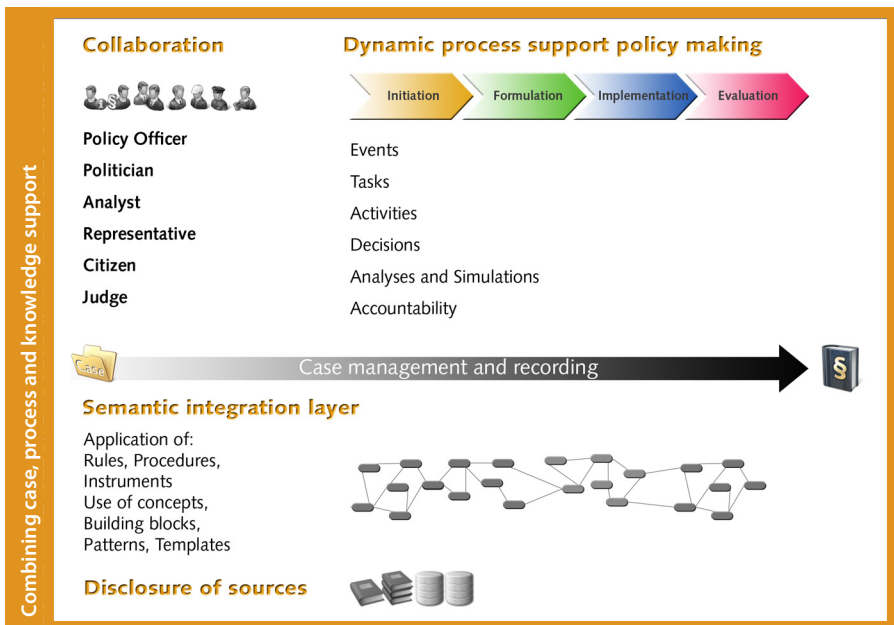 Combining case, process and knowledge support
Collaboration
Policy Officer
Politician
Analyst
Representative
Citizen
Judge
Dynamic process support policy making
Initiation
Formulation
Implementation
Evaluation
Events
Tasks
Activities
Decisions
Analyses and Simulations
Accountability
Case
Case management and recording
§
Semantic integration layer
Application of:
Rules, Procedures,
Instruments
Use of concepts,
Building blocks,
Patterns, Templates
Disclosure of sources